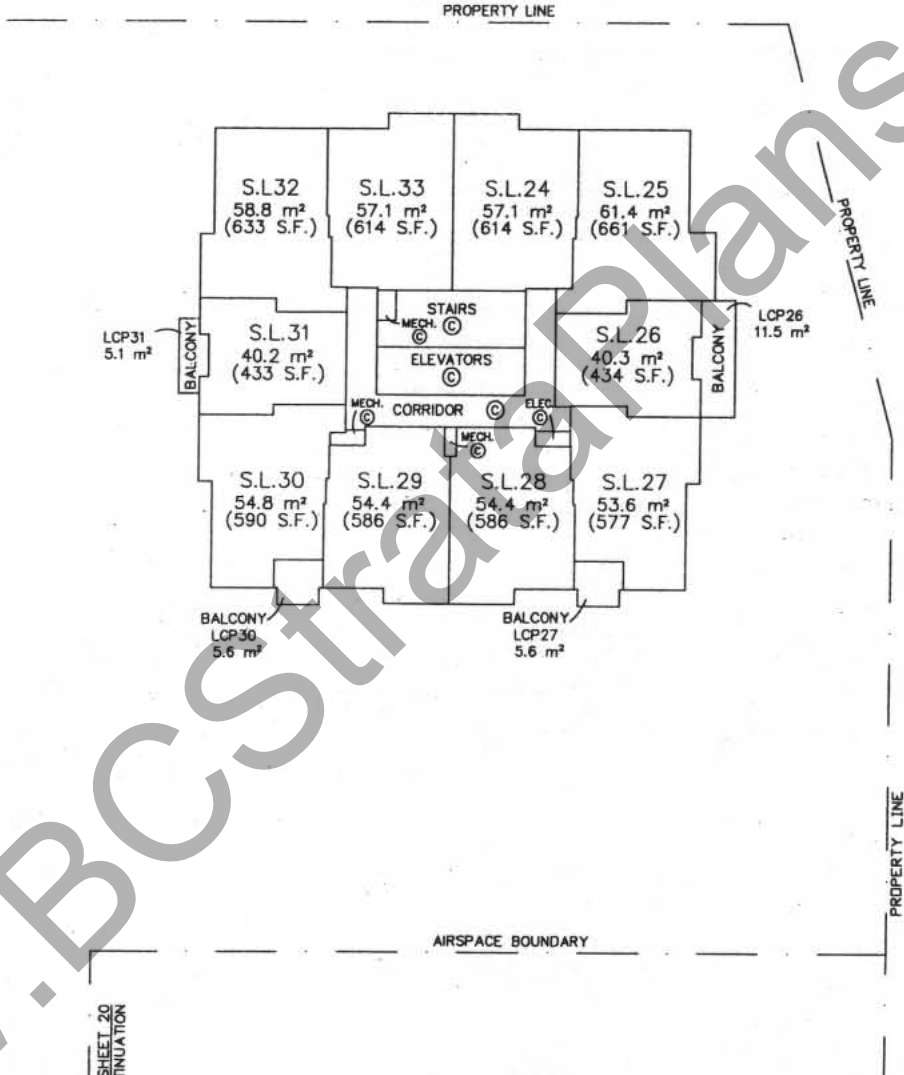 PROPERTY LINE
S.L.32
58.8 m²
(633 S.F.)
S.L.33
57.1 m²
(614 S.F.)
S.L.24
57.1 m²
(614 S.F.)
S.L.25
61.4 m²
(661 S.F.)
PROPERTY LINE
LCP31
5.1 m²
BALCONY
S.L.31
40.2 m²
(433 S.F.)
STAIRS
©
MECH.
©
ELEVATORS
©
S.L.26
40.3 m²
(434 S.F.)
BALCONY
LCP26
11.5 m²
MECH.
©
CORRIDOR ©
ELEC.
©
MECH.
©
S.L.30
54.8 m²
(590 S.F.)
S.L.29
54.4 m²
(586 S.F.)
S.L.28
54.4 m²
(586 S.F.)
S.L.27
53.6 m²
(577 S.F.)
BALCONY
LCP30
5.6 m²
BALCONY
LCP27
5.6 m²
PROPERTY LINE
AIRSPACE BOUNDARY
SHEET 20
TINUATION
.BCStrataPlans